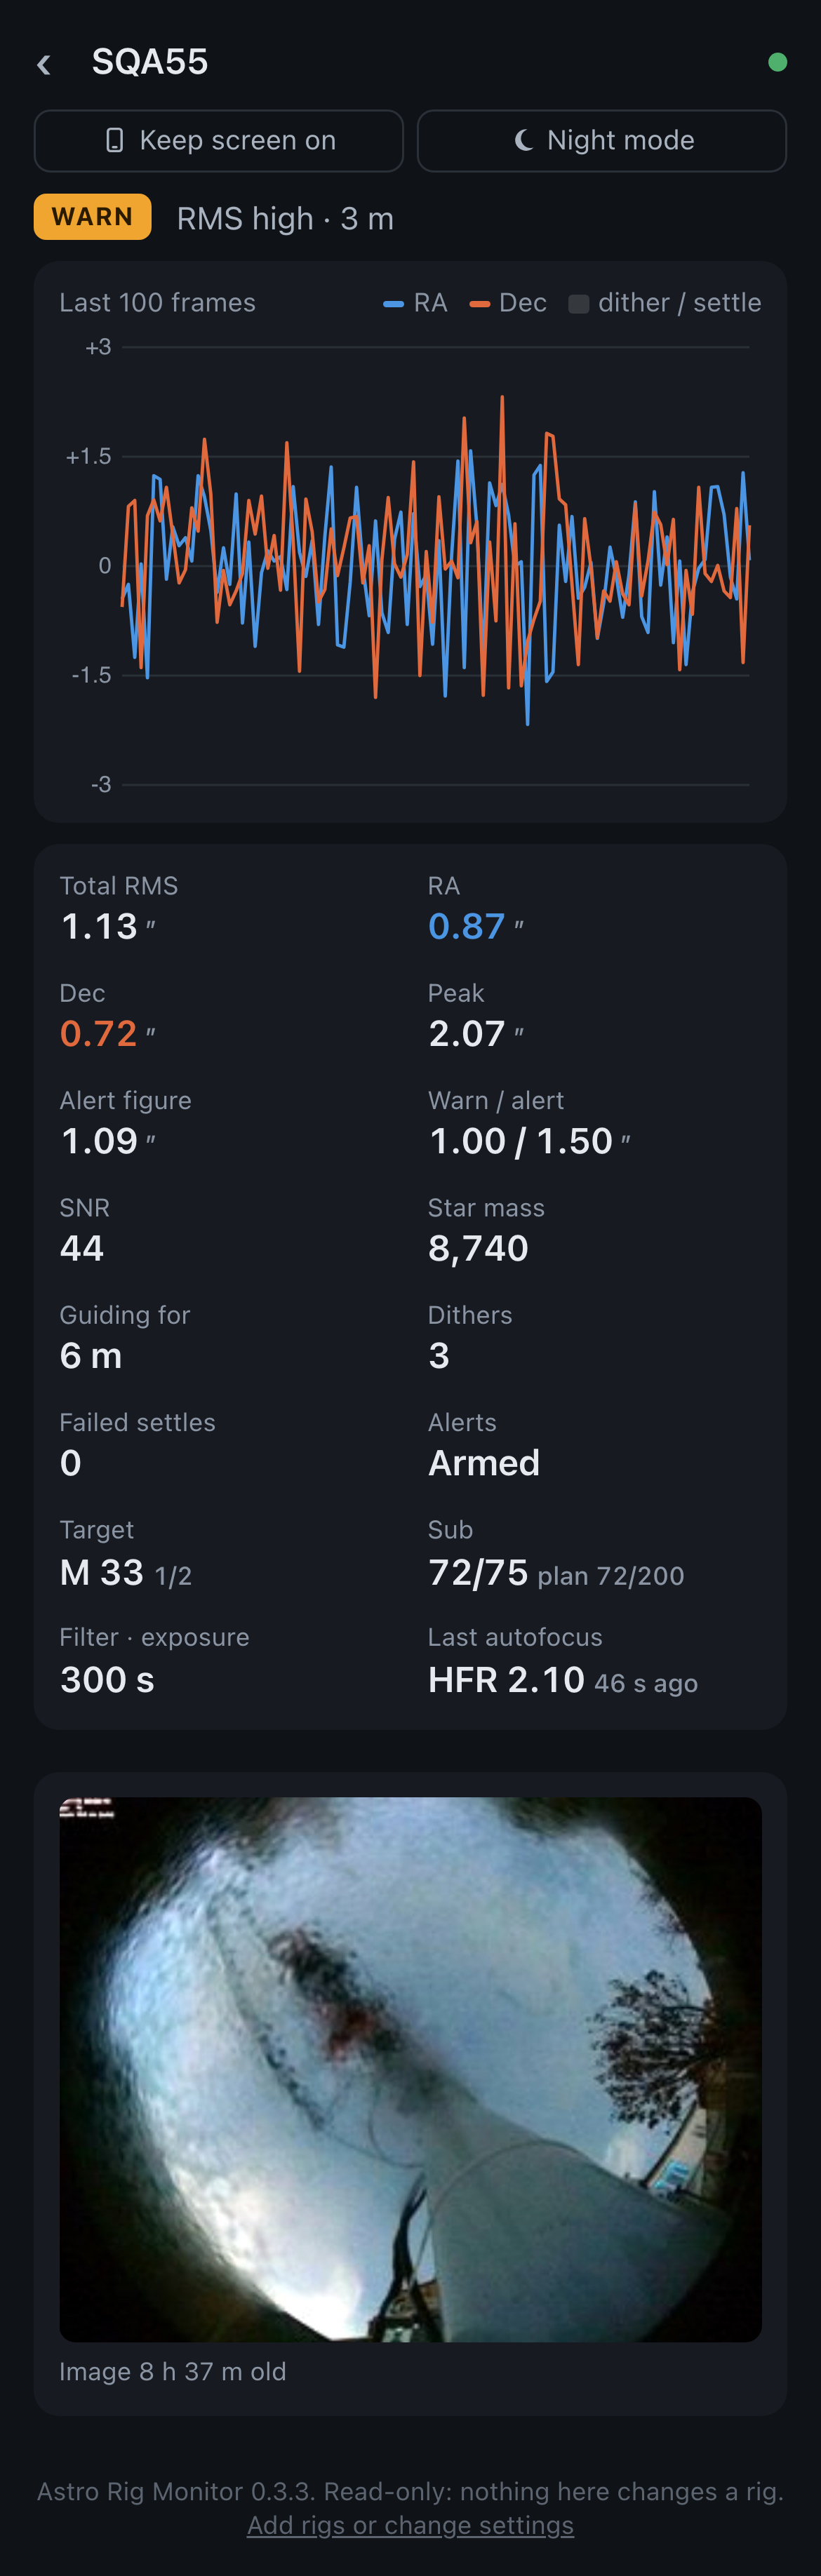 SQA55
Keep screen on
Night mode
WARN RMS high · 3 m
Last 100 frames RA Dec dither / settle
+3
+1.5
0
-1.5
-3
Total RMS
1.13 ″
RA
0.87 ″
Dec
0.72 ″
Peak
2.07 ″
Alert figure
1.09 ″
Warn / alert
1.00 / 1.50 ″
SNR
44
Star mass
8,740
Guiding for
6 m
Dithers
3
Failed settles
0
Alerts
Armed
Target
M 33 1/2
Sub
72/75 plan 72/200
Filter · exposure
300 s
Last autofocus
HFR 2.10 46 s ago
Image 8 h 37 m old
Astro Rig Monitor 0.3.3. Read-only: nothing here changes a rig.
Add rigs or change settings